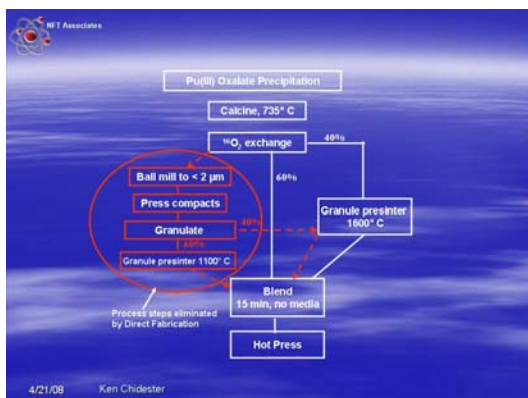 NFT Associates
Pu(III) Oxalate Precipitation
Calcine, 735° C
¹⁶O₂ exchange
40%
60%
Ball mill to < 2 µm
Press compacts
Granulate
40%
60%
Granule presinter 1100° C
Granule presinter
1600° C
Blend
15 min, no media
Process steps eliminated
by Direct Fabrication
Hot Press
4/21/08
Ken Chidester